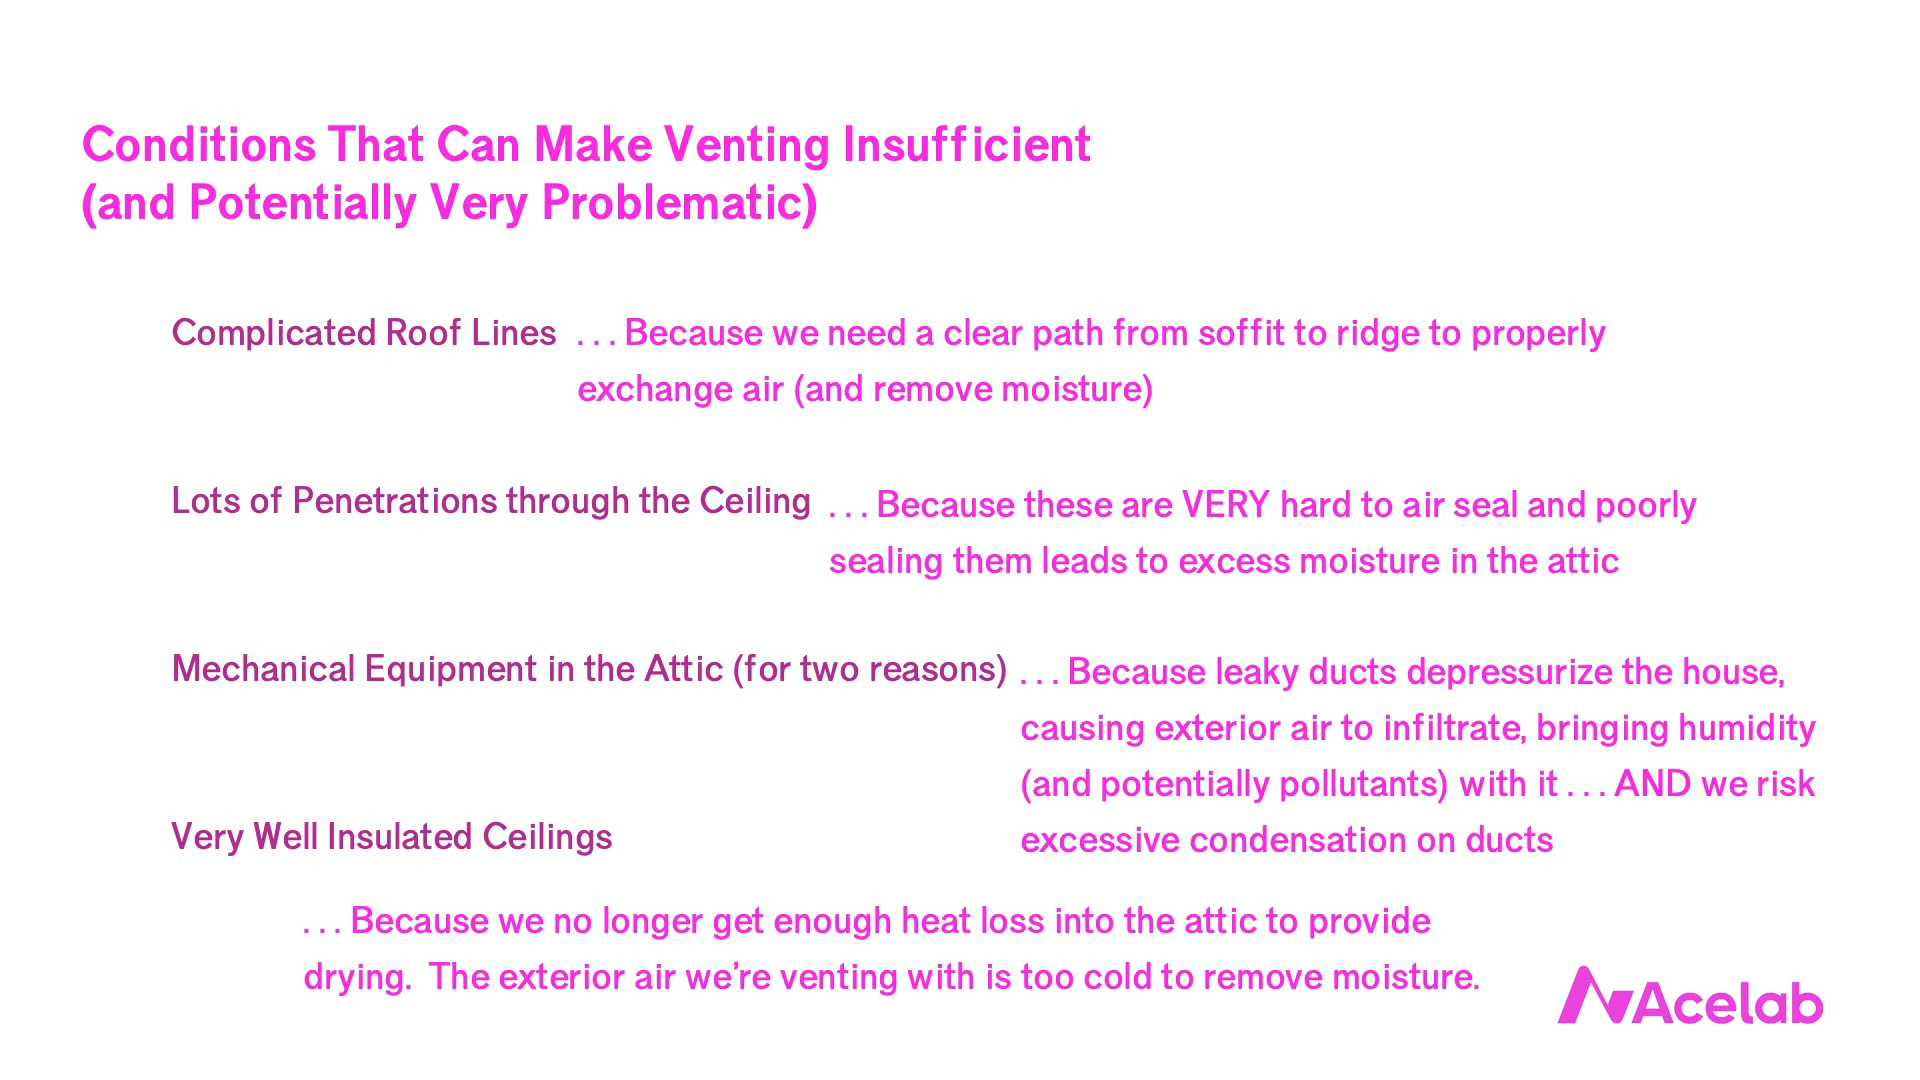 Conditions That Can Make Venting Insufficient
(and Potentially Very Problematic)
Complicated Roof Lines ... Because we need a clear path from soffit to ridge to properly
exchange air (and remove moisture)
Lots of Penetrations through the Ceiling ... Because these are VERY hard to air seal and poorly
sealing them leads to excess moisture in the attic
Mechanical Equipment in the Attic (for two reasons) ... Because leaky ducts depressurize the house,
causing exterior air to infiltrate, bringing humidity
(and potentially pollutants) with it ... AND we risk
excessive condensation on ducts
Very Well Insulated Ceilings
... Because we no longer get enough heat loss into the attic to provide
drying. The exterior air we're venting with is too cold to remove moisture.
Acelab